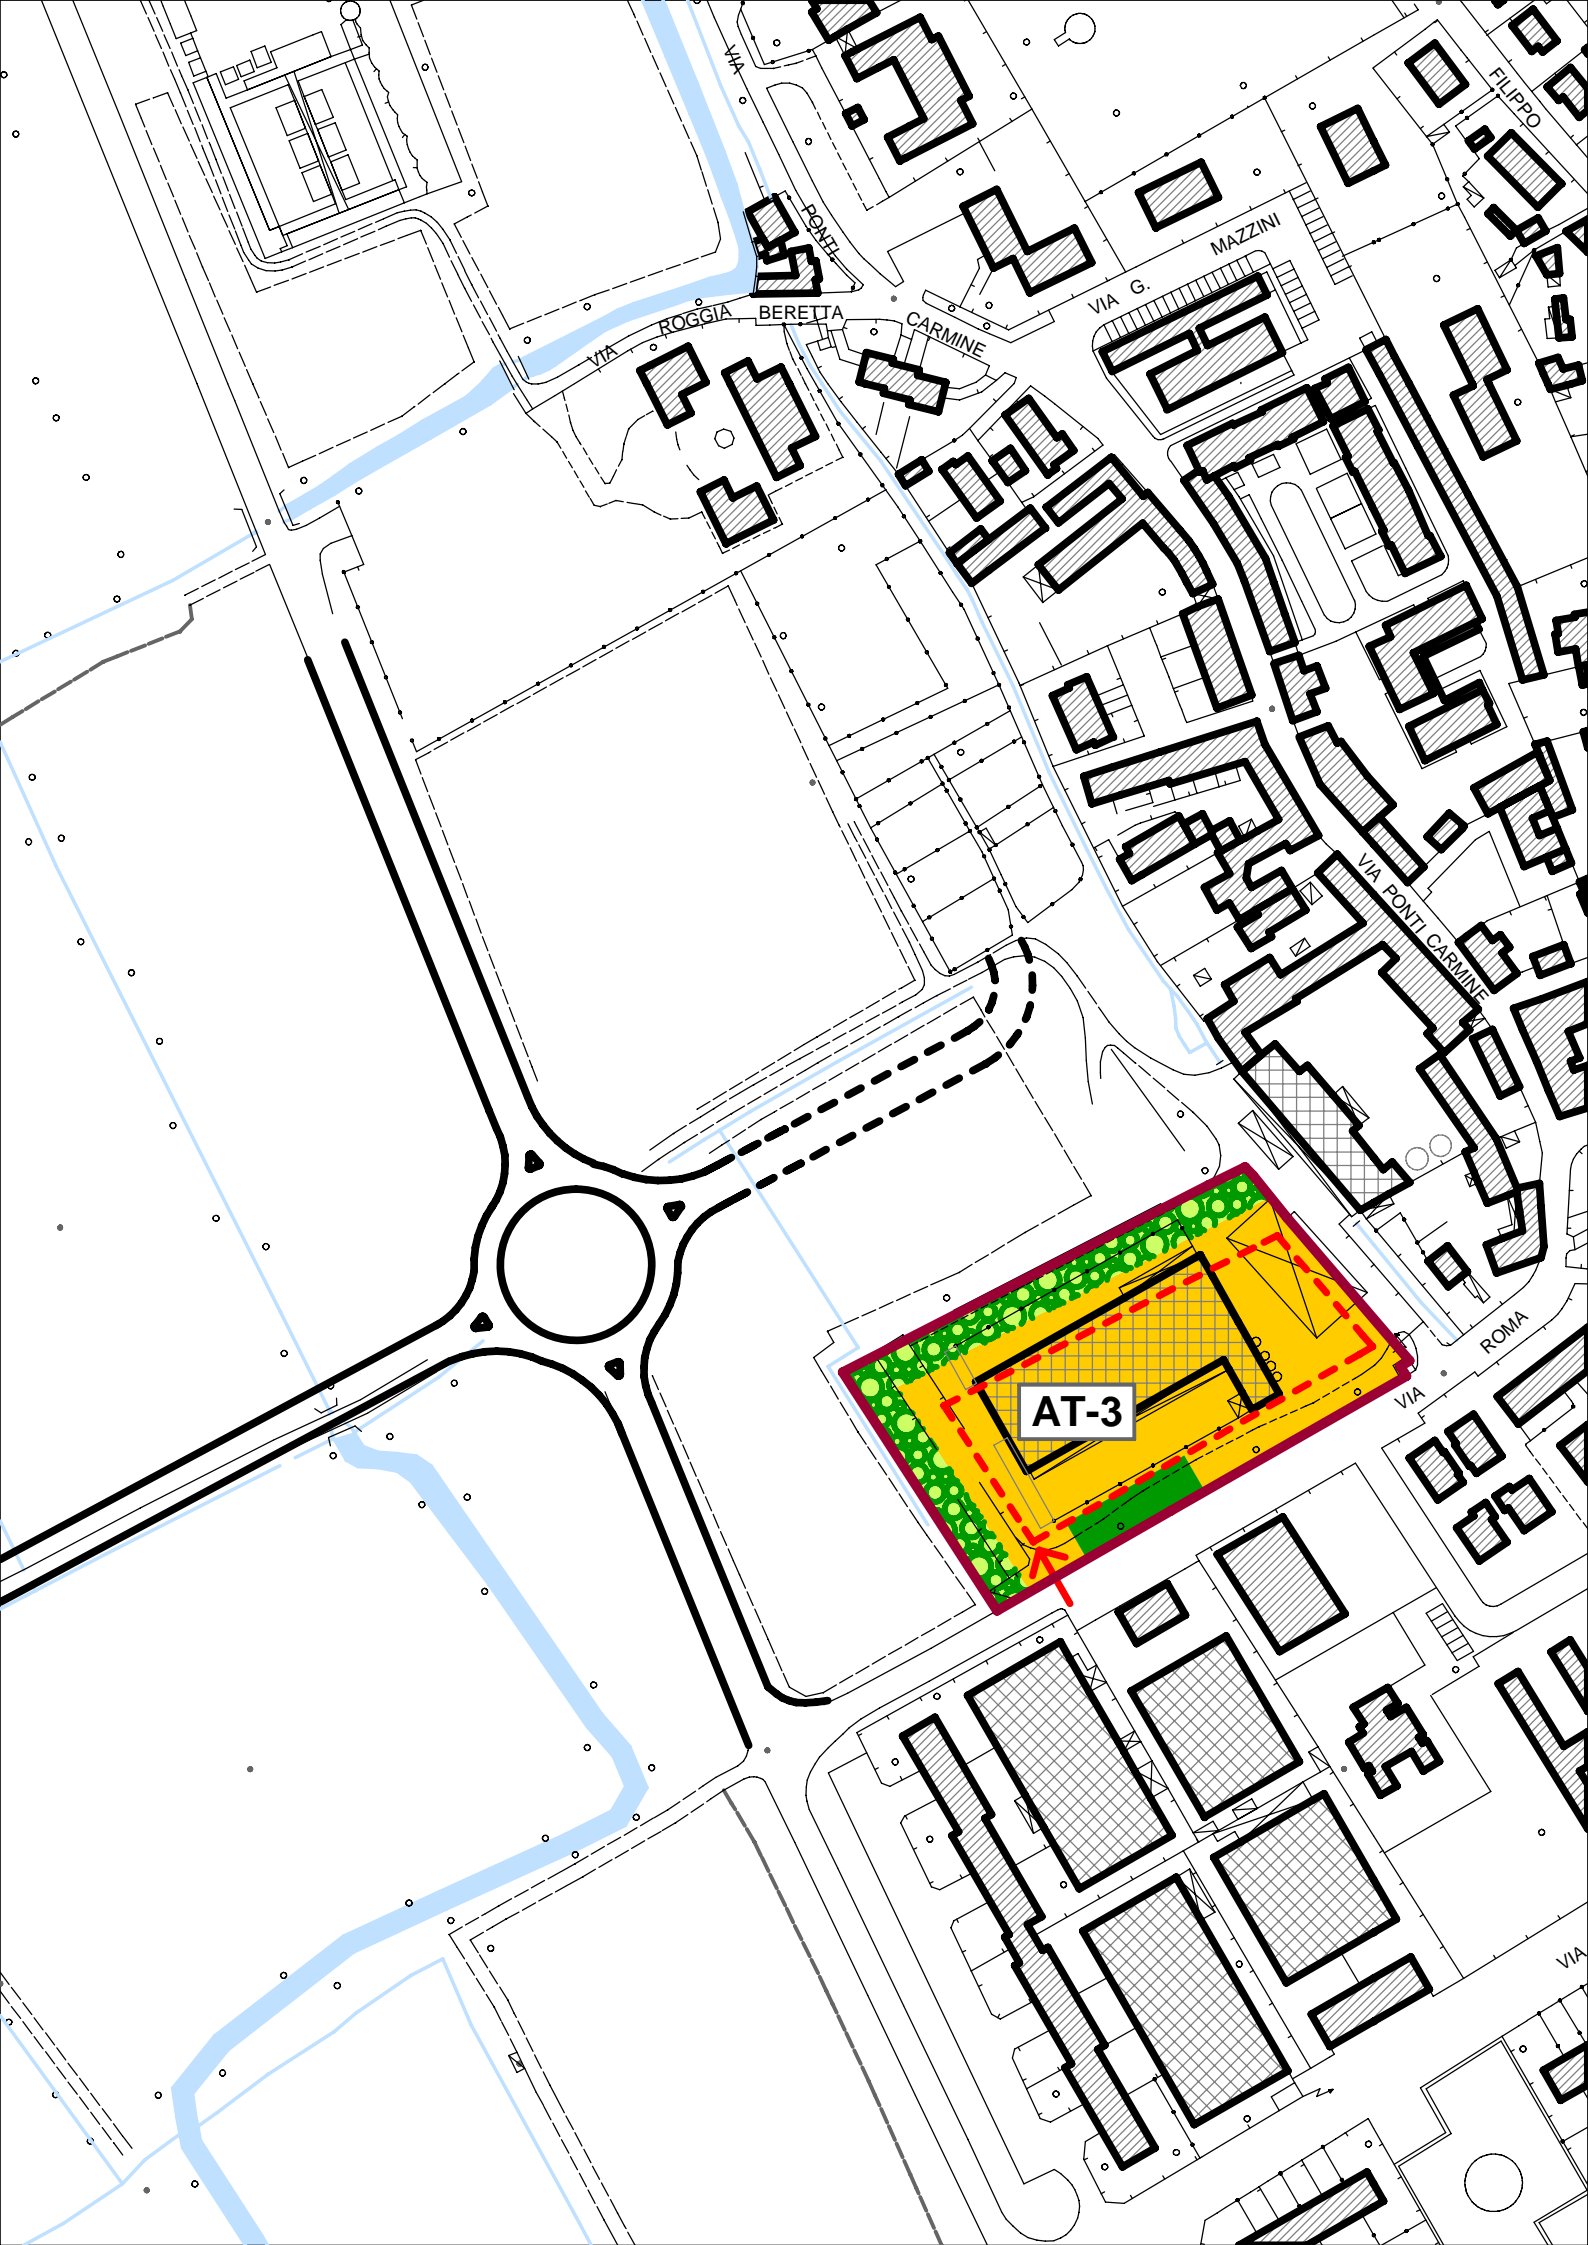 VIA
FILIPPO
PONTI
MAZZINI
VIA G.
VIA
ROGGIA
BERETTA
CARMINE
VIA PONTI CARMINE
ROMA
VIA
AT-3
VIA